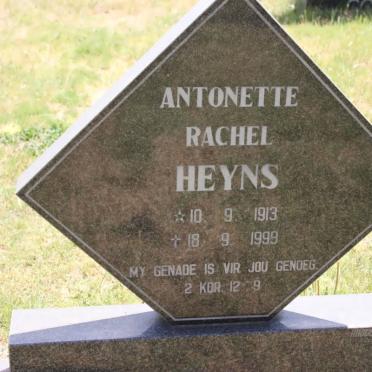 ANTONETTE
RACHEL
HEYNS
☆ 10 9 1913
✝ 18 9 1999
MY GENADE IS VIR JOU GENOEG.
2 KOR. 12 : 9